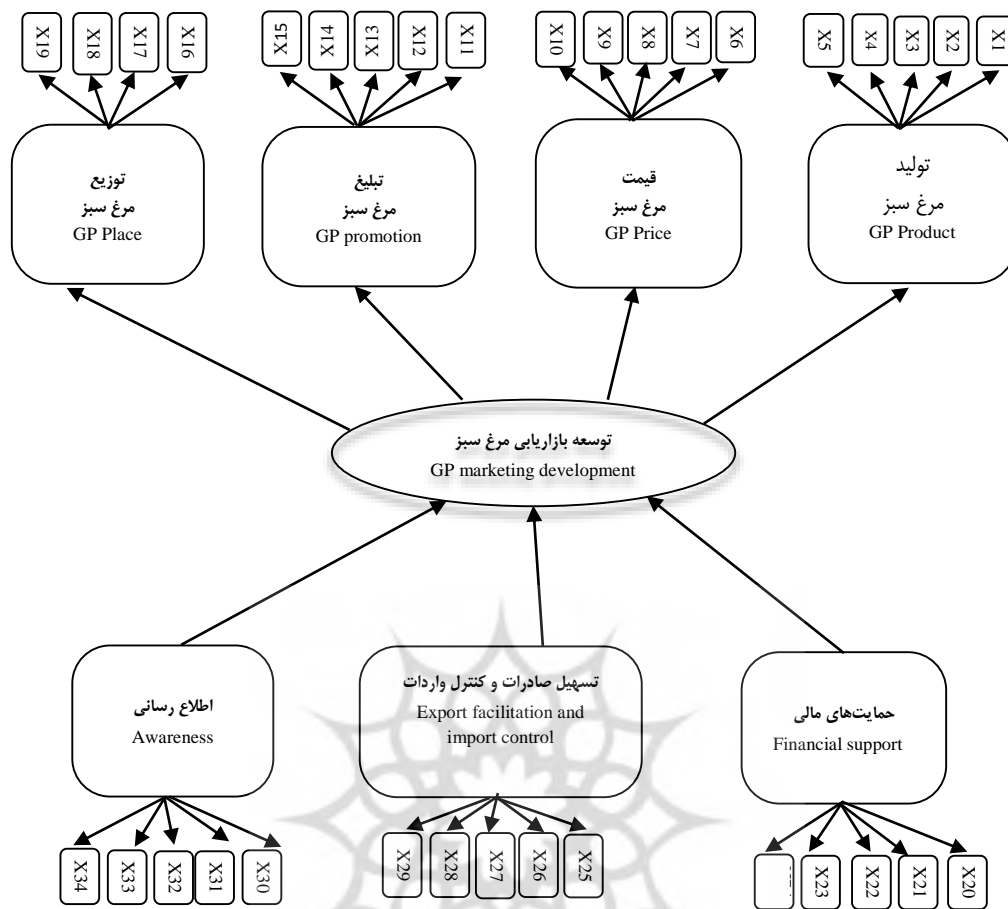 X19
X18
X17
X16
X15
X14
X13
X12
X11
X10
X9
X8
X7
X6
X5
X4
X3
X2
X1
توزیع
مرغ سبز
GP Place
تبلیغ
مرغ سبز
GP promotion
قیمت
مرغ سبز
GP Price
تولید
مرغ سبز
GP Product
توسعه بازاریابی مرغ سبز
GP marketing development
اطلاع رسانی
Awareness
تسهیل صادرات و کنترل واردات
Export facilitation and
import control
حمایت‌های مالی
Financial support
X34
X33
X32
X31
X30
X29
X28
X27
X26
X25
X23
X22
X21
X20